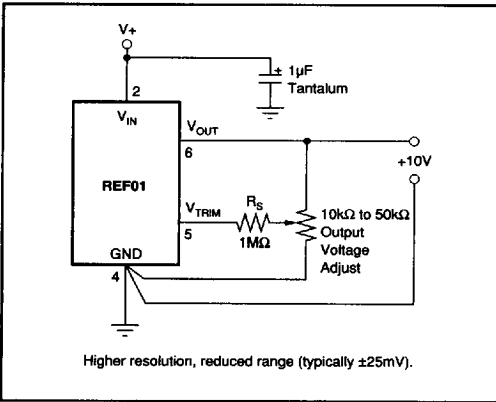 V+
1µF
Tantalum
+
2
V_IN
V_OUT
6
REF01
+10V
V_TRIM
5
R_S
1MΩ
10kΩ to 50kΩ
Output
Voltage
Adjust
GND
4
Higher resolution, reduced range (typically ±25mV).